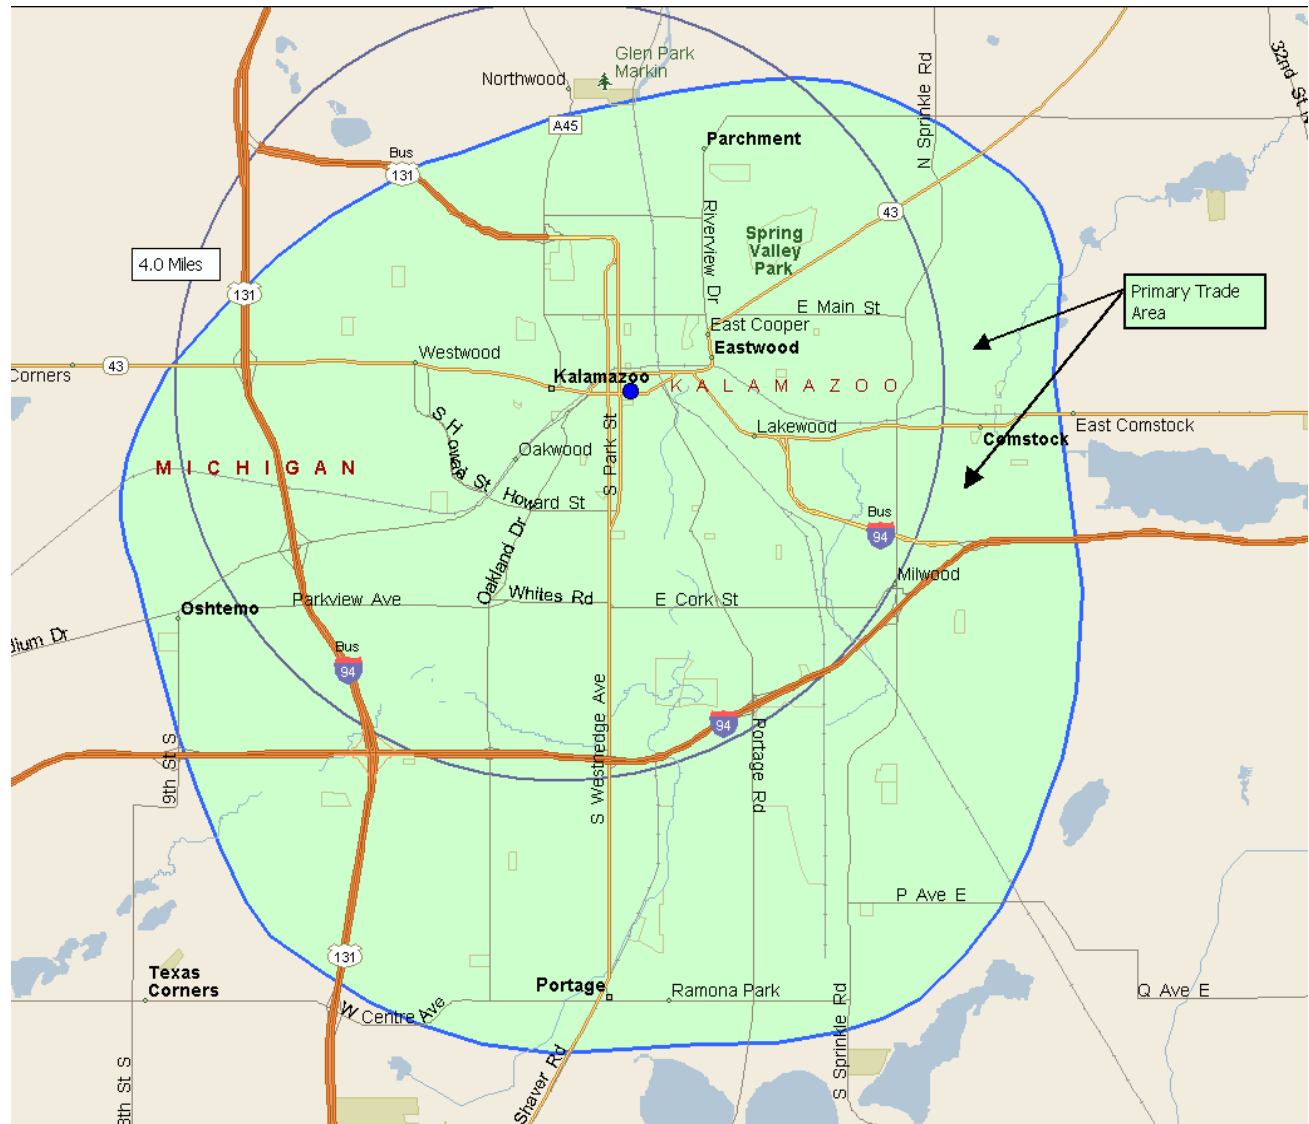 Glen Park
Markin
Northwood
32nd St N
N Sprinkle Rd
A45
Parchment
Bus
131
43
Riverview Dr
Spring
Valley
Park
4.0 Miles
131
Primary Trade
Area
E Main St
East Cooper
Eastwood
Westwood
43
Corners
Kalamazoo
KALAMAZOO
S Park St
S Howard St
Lakewood
East Comstock
Comstock
Oakwood
MICHIGAN
Howard St
Bus
94
Oakland Dr
Milwood
Whites Rd
E Cork St
Parkview Ave
Oshtemo
dium Dr
Bus
94
94
S Westnedge Ave
Portage Rd
9th St S
P Ave E
131
Texas
Corners
Portage
Ramona Park
Q Ave E
W Centre Ave
S Sprinkle Rd
Shaver Rd
8th St S